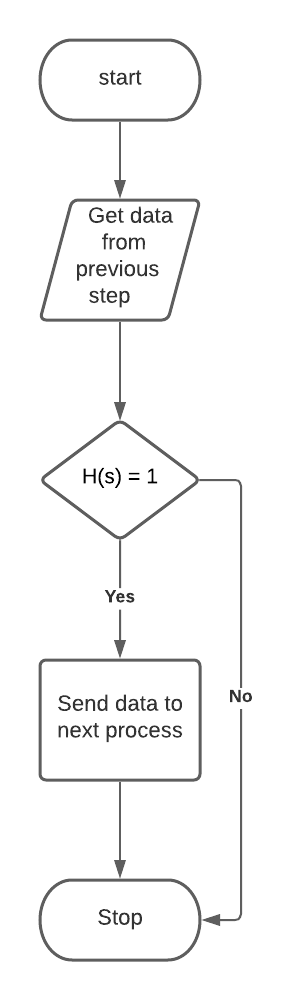 start
Get data
from
previous
step
H(s) = 1
Yes
Send data to
next process
No
Stop